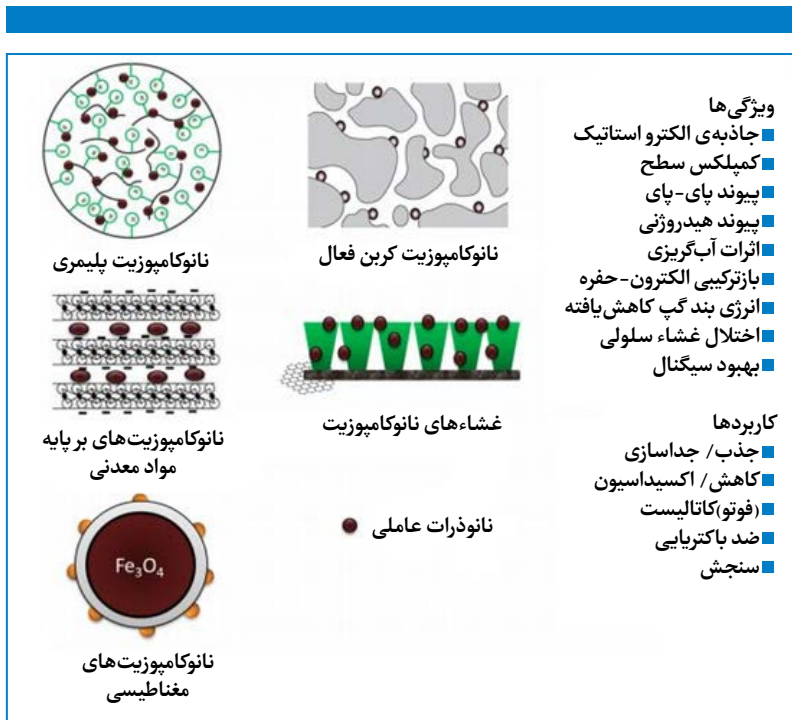 ویژگی‌ها
جاذبه‌ی الکترو استاتیک
کمپلکس سطح
پیوند پای-پای
پیوند هیدروژنی
اثرات آب‌گریزی
بازترکیبی الکترون-حفره
انرژی بند گپ کاهش‌یافته
اختلال غشاء سلولی
بهبود سیگنال
کاربردها
جذب/ جداسازی
کاهش/ اکسیداسیون
(فوتو)کاتالیست
ضد باکتریایی
سنجش
نانوکامپوزیت کربن فعال
نانوکامپوزیت پلیمری
غشاءهای نانوکامپوزیت
نانوکامپوزیت‌های بر پایه
مواد معدنی
نانوذرات عاملی
Fe₃O₄
نانوکامپوزیت‌های
مغناطیسی